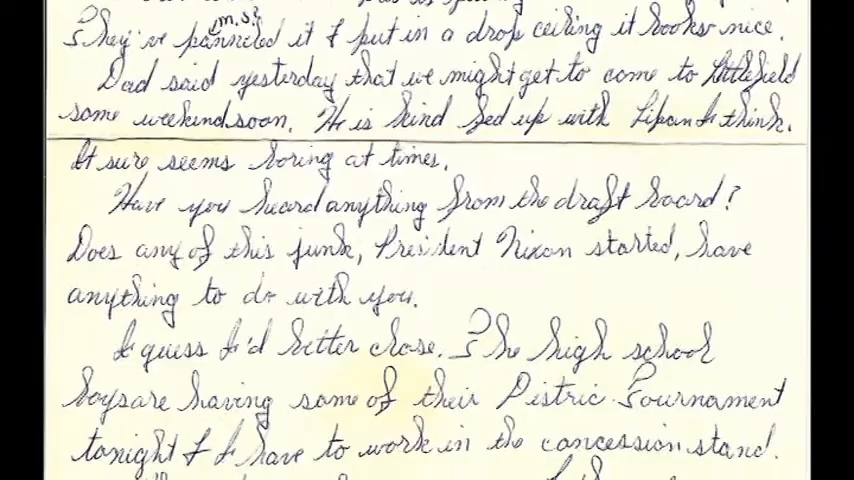 m.s?
They've panneled it & put in a drop ceiling it looks nice.
Dad said yesterday that we might get to come to Littlefield
some weekend soon. He is kind fed up with Lipan I think.
It sure seems boring at times.
Have you heard anything from the draft board?
Does any of this junk, President Nixon started, have
anything to do with you.
I guess I'd better close. The high school
boys are having some of their Distric Tournament
tonight & I have to work in the concession stand.